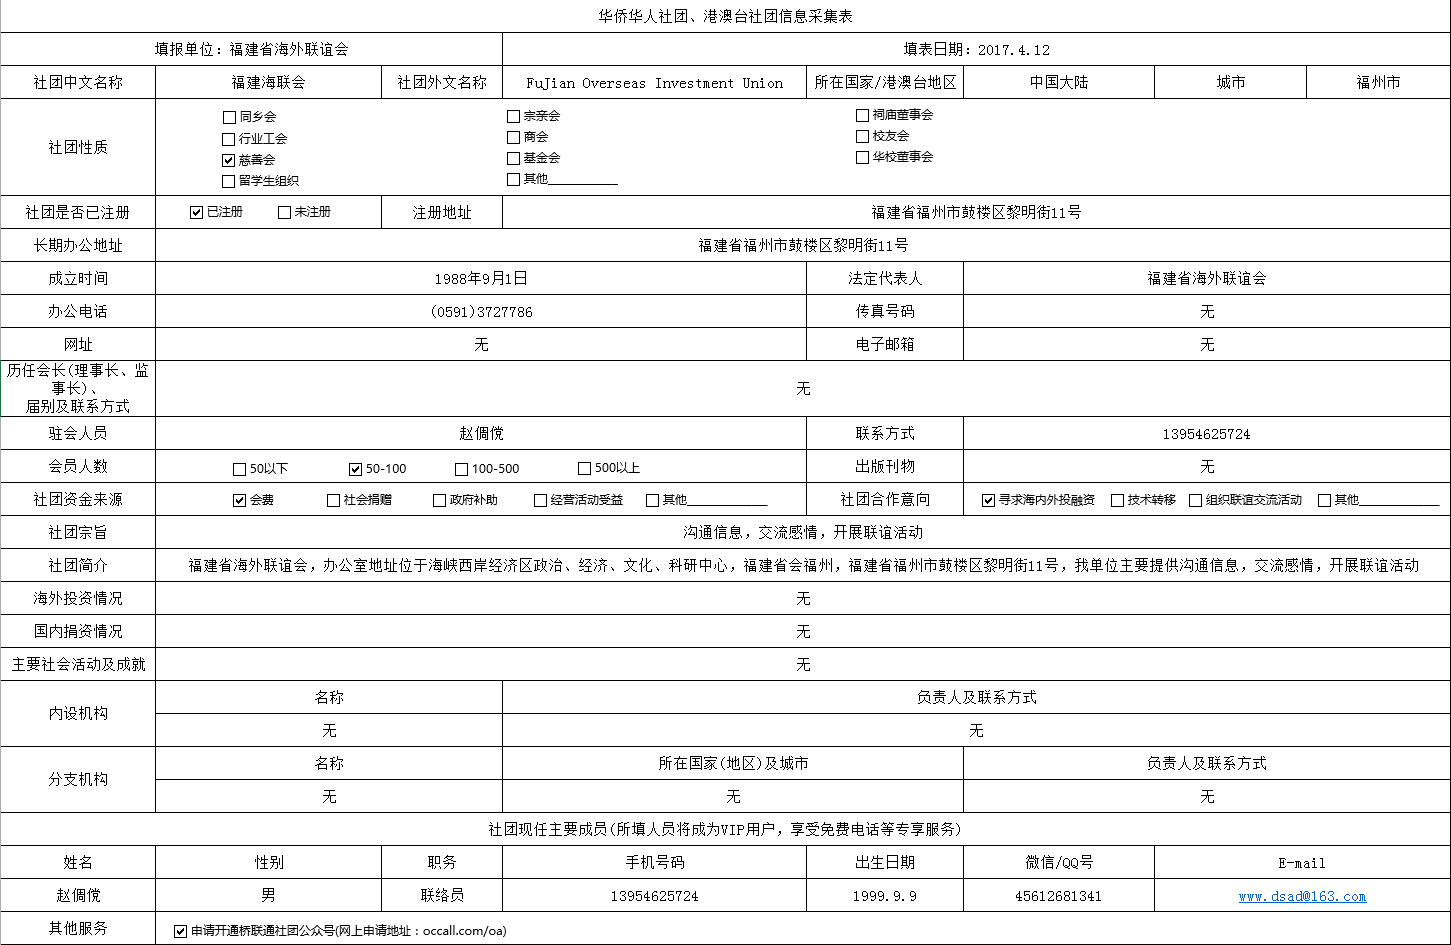 华侨华人社团、港澳台社团信息采集表
填报单位：福建省海外联谊会 填表日期：2017.4.12
社团中文名称 福建海联会 社团外文名称 FuJian Overseas Investment Union 所在国家/港澳台地区 中国大陆 城市 福州市
社团性质
同乡会 宗亲会 祠庙董事会
行业工会 商会 校友会
慈善会 基金会 华校董事会
留学生组织 其他__________
社团是否已注册 已注册 未注册 注册地址 福建省福州市鼓楼区黎明街11号
长期办公地址 福建省福州市鼓楼区黎明街11号
成立时间 1988年9月1日 法定代表人 福建省海外联谊会
办公电话 (0591)3727786 传真号码 无
网址 无 电子邮箱 无
历任会长(理事长、监
事长)、
届别及联系方式 无
驻会人员 赵倜傥 联系方式 13954625724
会员人数 50以下 50-100 100-500 500以上 出版刊物 无
社团资金来源 会费 社会捐赠 政府补助 经营活动受益 其他____________ 社团合作意向 寻求海内外投融资 技术转移 组织联谊交流活动 其他____________
社团宗旨 沟通信息，交流感情，开展联谊活动
社团简介 福建省海外联谊会，办公室地址位于海峡西岸经济区政治、经济、文化、科研中心，福建省会福州，福建省福州市鼓楼区黎明街11号，我单位主要提供沟通信息，交流感情，开展联谊活动
海外投资情况 无
国内捐资情况 无
主要社会活动及成就 无
内设机构 名称 负责人及联系方式
无 无
分支机构 名称 所在国家(地区)及城市 负责人及联系方式
无 无 无
社团现任主要成员(所填人员将成为VIP用户，享受免费电话等专享服务)
姓名 性别 职务 手机号码 出生日期 微信/QQ号 E-mail
赵倜傥 男 联络员 13954625724 1999.9.9 45612681341 www.dsad@163.com
其他服务 申请开通桥联通社团公众号(网上申请地址：occall.com/oa)